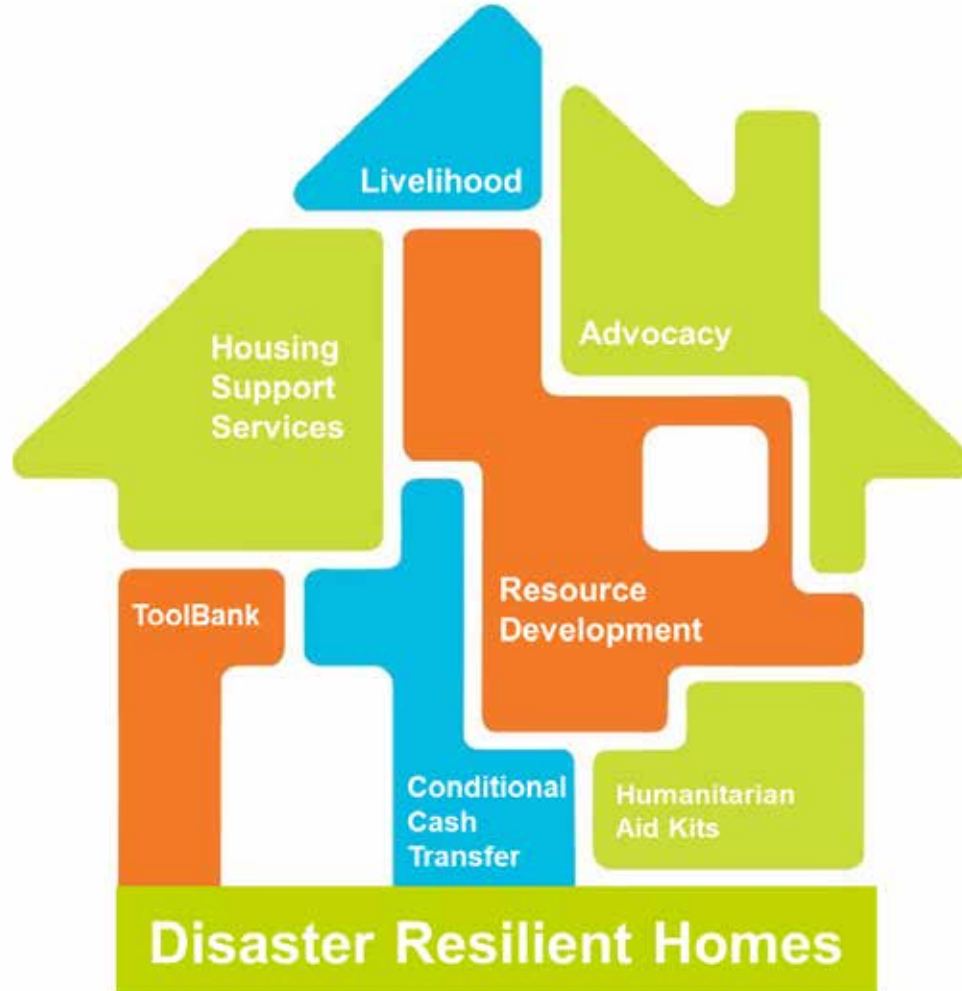 Livelihood
Advocacy
Housing
Support
Services
Resource
Development
ToolBank
Conditional
Cash
Transfer
Humanitarian
Aid Kits
Disaster Resilient Homes